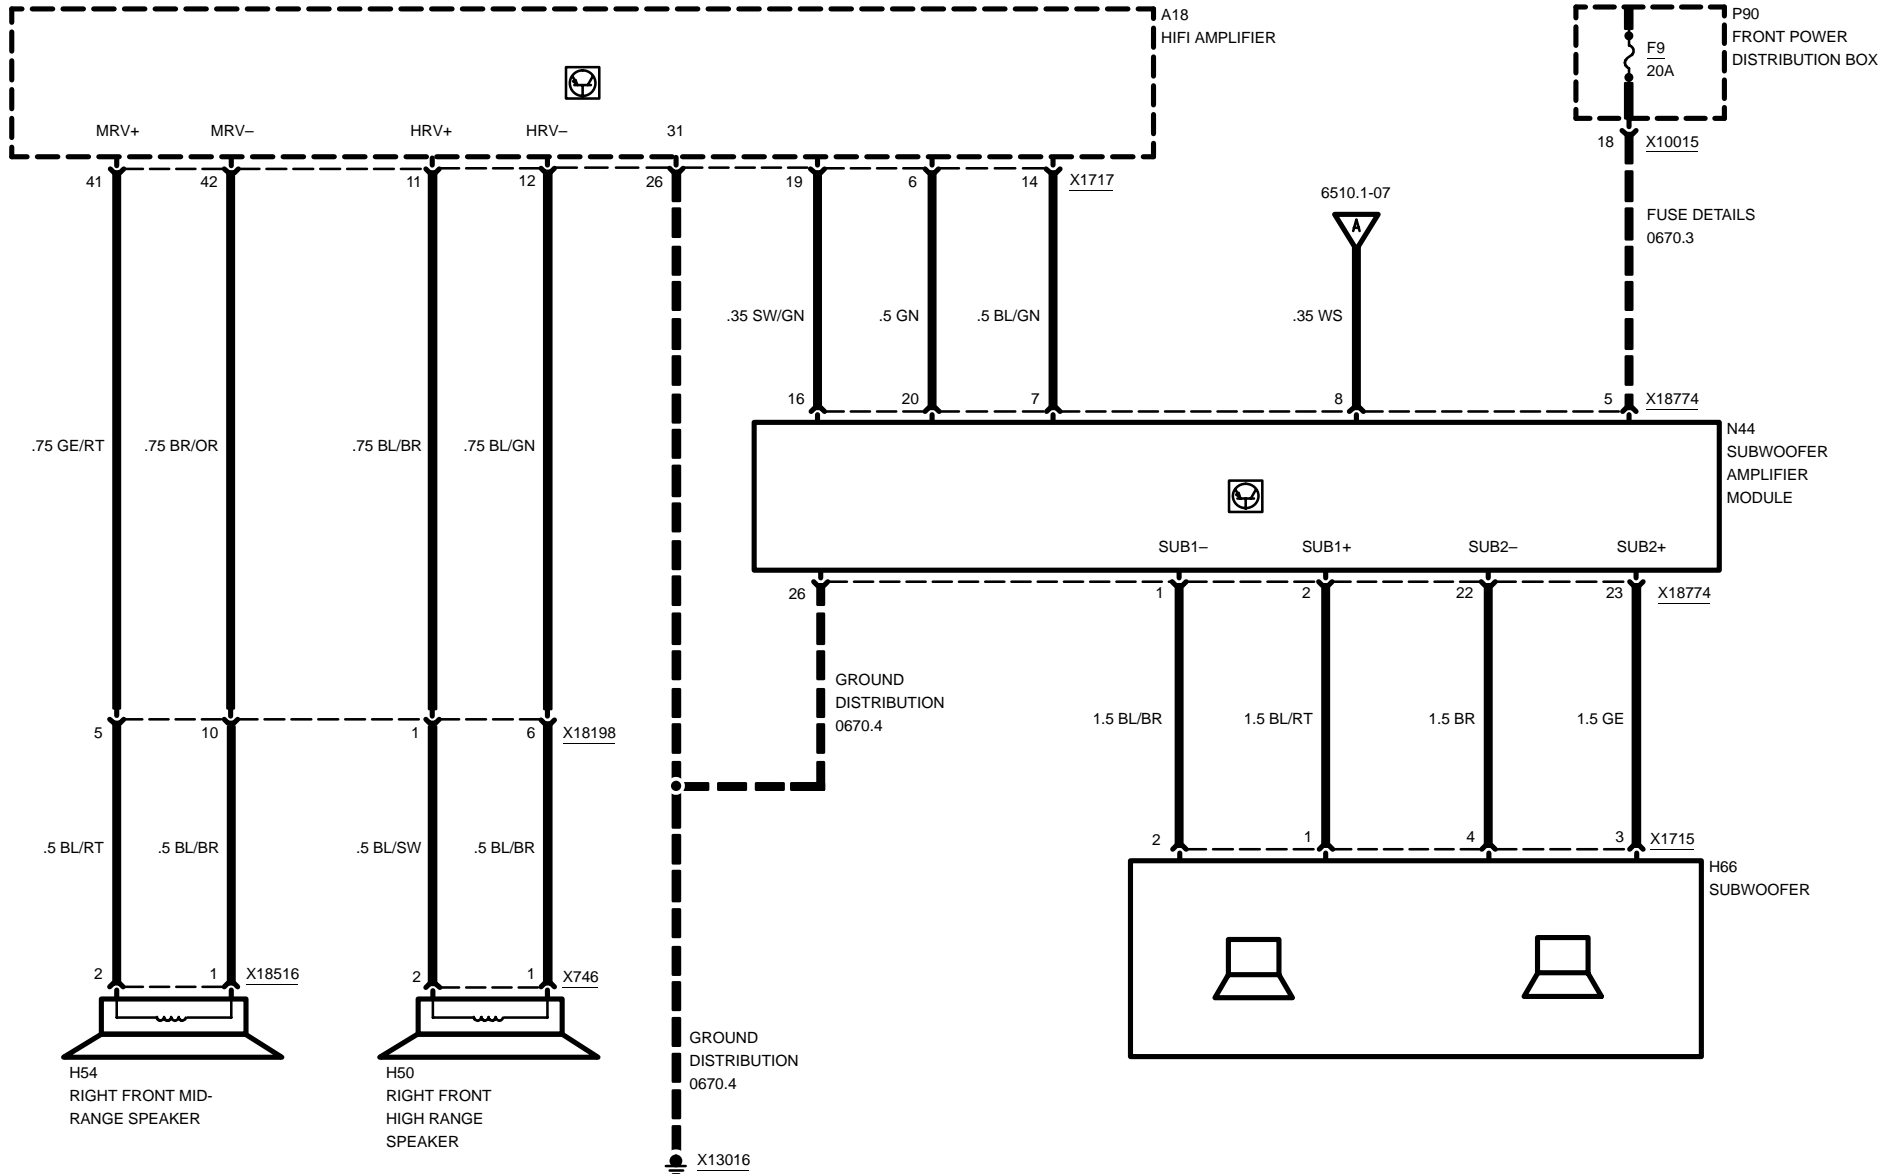 A18
HIFI AMPLIFIER
P90
FRONT POWER
DISTRIBUTION BOX
F9
20A
MRV+ MRV– HRV+ HRV– 31
18 X10015
41 42 11 12 26 19 6 14 X1717
6510.1-07
A
FUSE DETAILS
0670.3
.35 SW/GN .5 GN .5 BL/GN .35 WS
16 20 7 8 5 X18774
.75 GE/RT .75 BR/OR .75 BL/BR .75 BL/GN
N44
SUBWOOFER
AMPLIFIER
MODULE
SUB1– SUB1+ SUB2– SUB2+
26 1 2 22 23 X18774
GROUND
DISTRIBUTION
0670.4
1.5 BL/BR 1.5 BL/RT 1.5 BR 1.5 GE
5 10 1 6 X18198
2 1 4 3 X1715
.5 BL/RT .5 BL/BR .5 BL/SW .5 BL/BR
H66
SUBWOOFER
2 1 X18516 2 1 X746
GROUND
DISTRIBUTION
0670.4
H54
RIGHT FRONT MID-
RANGE SPEAKER
H50
RIGHT FRONT
HIGH RANGE
SPEAKER
X13016